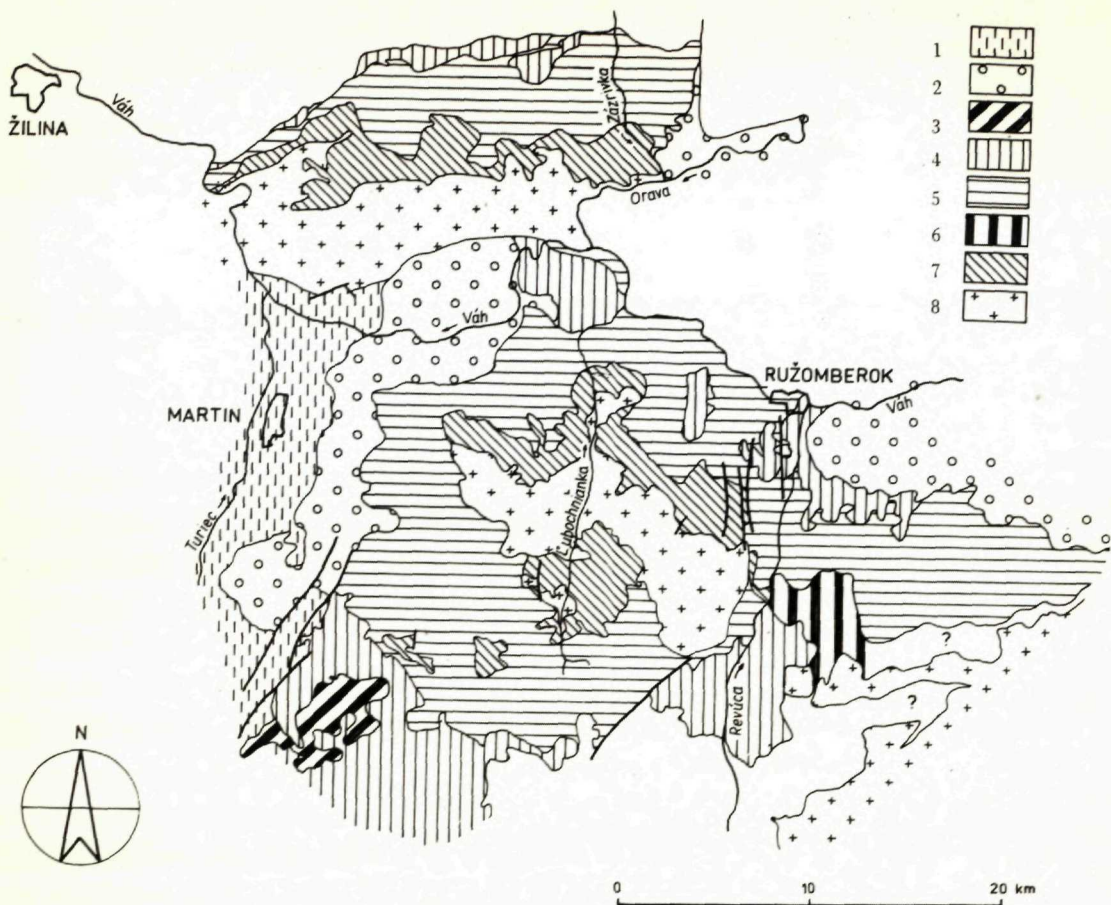 1
2
3
4
5
6
7
8
ŽILINA
Váh
Zázrivka
Orava
Váh
RUŽOMBEROK
Váh
MARTIN
Turiec
Ľubochnianka
?
?
Revúca
N
0 10 20 km